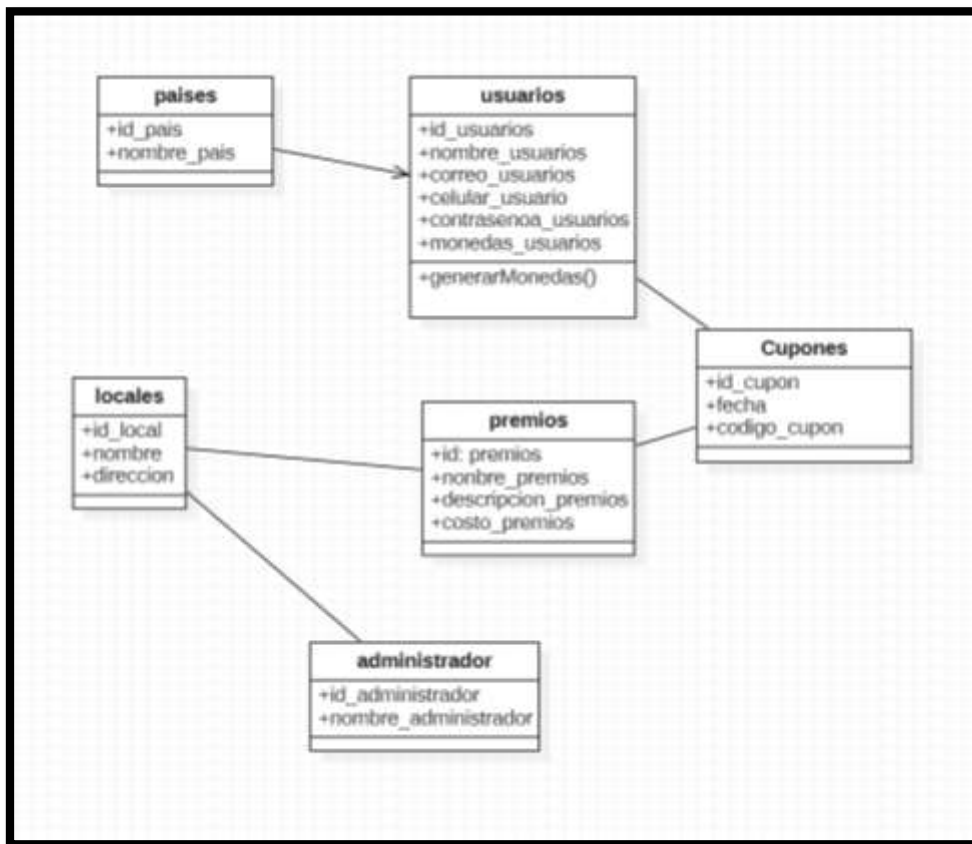 paises
+id_pais
+nombre_pais
usuarios
+id_usuarios
+nombre_usuarios
+correo_usuarios
+celular_usuario
+contrasenoa_usuarios
+monedas_usuarios
+generarMonedas()
Cupones
+id_cupon
+fecha
+codigo_cupon
locales
+id_local
+nombre
+direccion
premios
+id: premios
+nonbre_premios
+descripcion_premios
+costo_premios
administrador
+id_administrador
+nombre_administrador